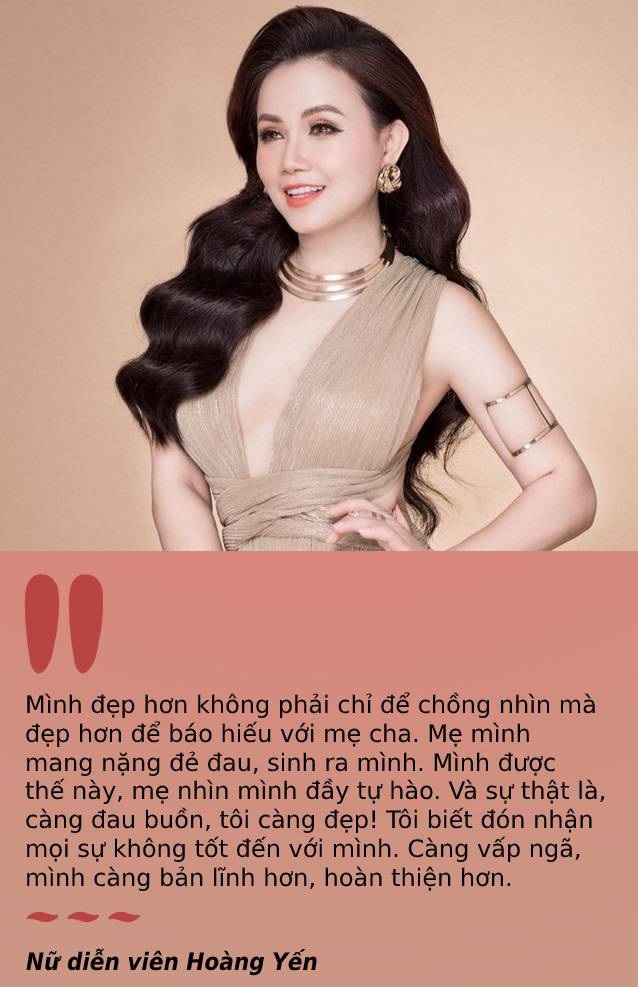 Mình đẹp hơn không phải chỉ để chồng nhìn mà
đẹp hơn để báo hiếu với mẹ cha. Mẹ mình
mang nặng đẻ đau, sinh ra mình. Mình được
thế này, mẹ nhìn mình đầy tự hào. Và sự thật là,
càng đau buồn, tôi càng đẹp! Tôi biết đón nhận
mọi sự không tốt đến với mình. Càng vấp ngã,
mình càng bản lĩnh hơn, hoàn thiện hơn.
Nữ diễn viên Hoàng Yến